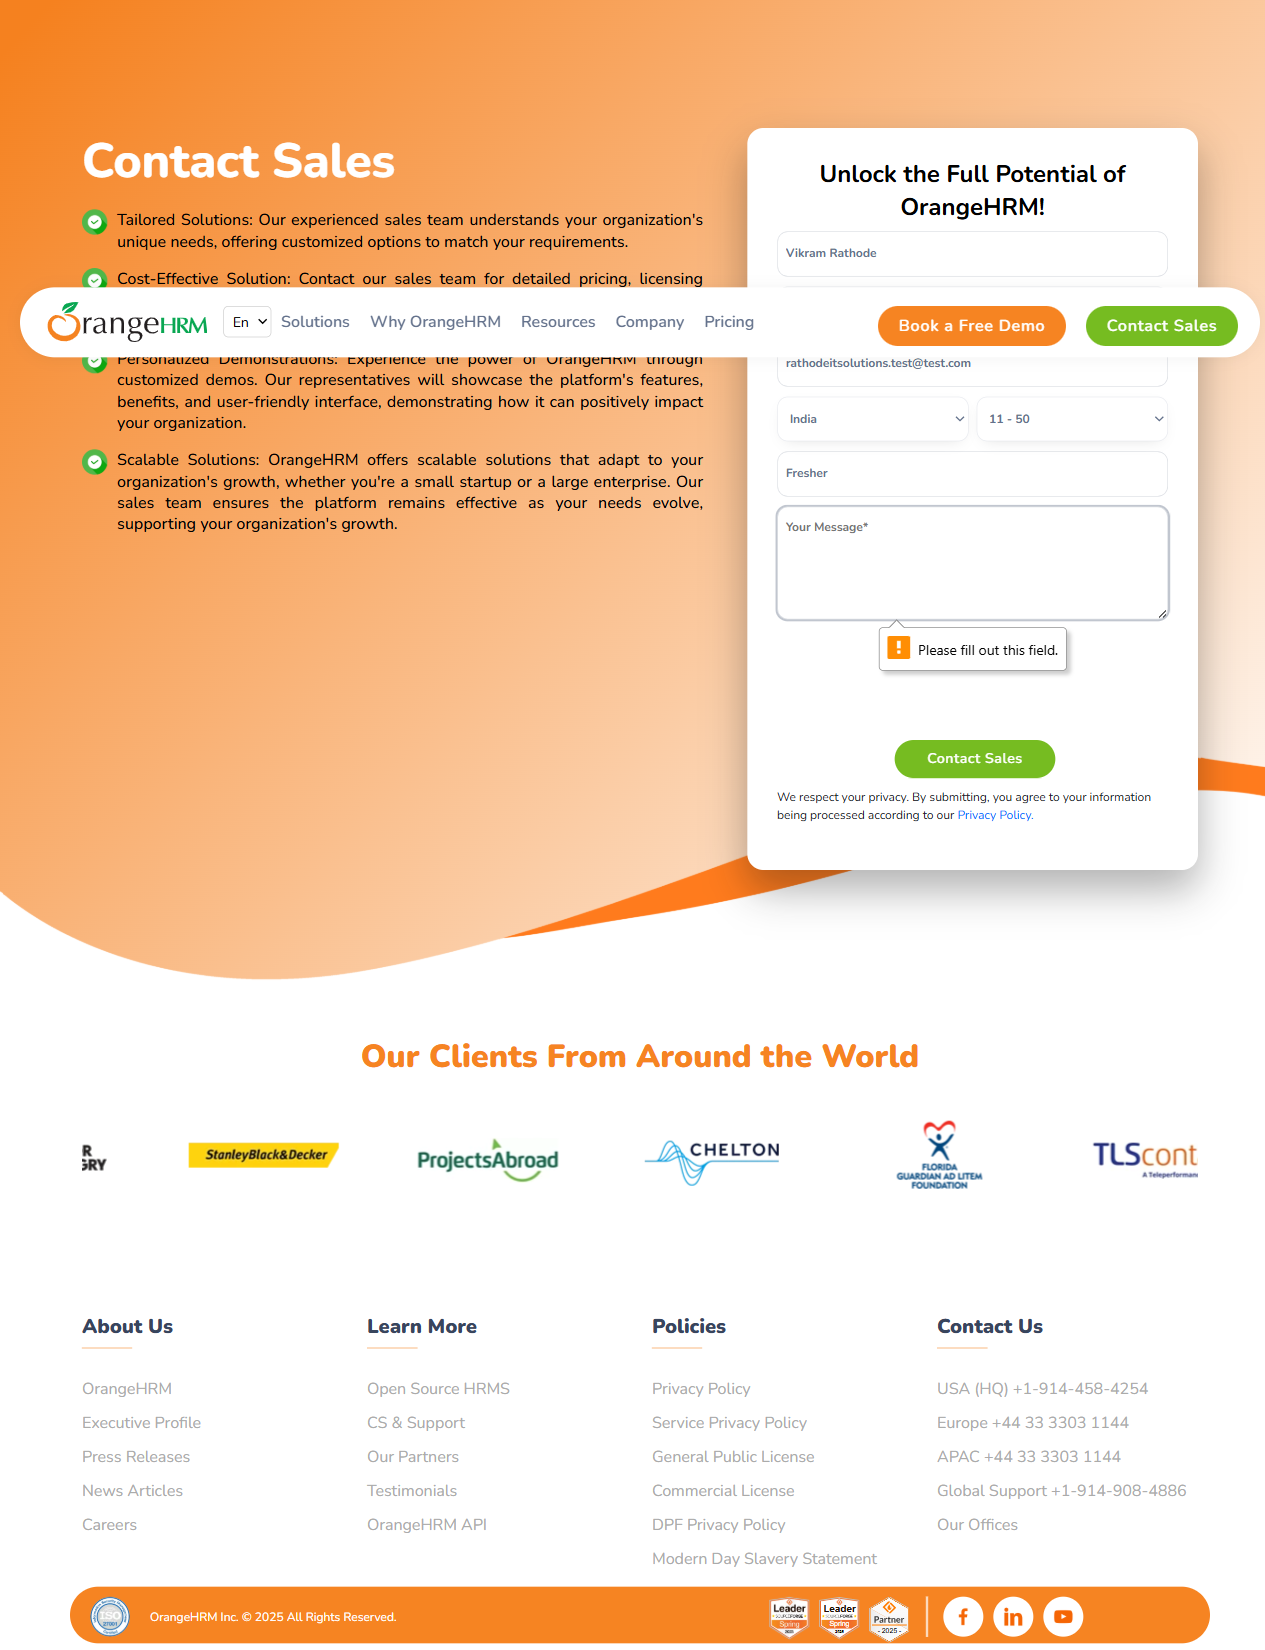 Contact Sales
Tailored Solutions: Our experienced sales team understands your organization's
unique needs, offering customized options to match your requirements.
Cost-Effective Solution: Contact our sales team for detailed pricing, licensing
Unlock the Full Potential of
OrangeHRM!
Vikram Rathode
OrangeHRM
En
Solutions
Why OrangeHRM
Resources
Company
Pricing
Book a Free Demo
Contact Sales
Personalized Demonstrations: Experience the power of OrangeHRM through
customized demos. Our representatives will showcase the platform's features,
benefits, and user-friendly interface, demonstrating how it can positively impact
your organization.
Scalable Solutions: OrangeHRM offers scalable solutions that adapt to your
organization's growth, whether you're a small startup or a large enterprise. Our
sales team ensures the platform remains effective as your needs evolve,
supporting your organization's growth.
rathodeitsolutions.test@test.com
India
11 - 50
Fresher
Your Message*
Please fill out this field.
Contact Sales
We respect your privacy. By submitting, you agree to your information
being processed according to our Privacy Policy.
Our Clients From Around the World
R
GRY
StanleyBlack&Decker
ProjectsAbroad
CHELTON
FLORIDA
GUARDIAN AD LITEM
FOUNDATION
TLScont
A Teleperforman
About Us
OrangeHRM
Executive Profile
Press Releases
News Articles
Careers
Learn More
Open Source HRMS
CS & Support
Our Partners
Testimonials
OrangeHRM API
Policies
Privacy Policy
Service Privacy Policy
General Public License
Commercial License
DPF Privacy Policy
Modern Day Slavery Statement
Contact Us
USA (HQ) +1-914-458-4254
Europe +44 33 3303 1144
APAC +44 33 3303 1144
Global Support +1-914-908-4886
Our Offices
ISO
27001
OrangeHRM Inc. © 2025 All Rights Reserved.
Leader
Spring
Leader
Spring
2025
Partner
- 2025 -